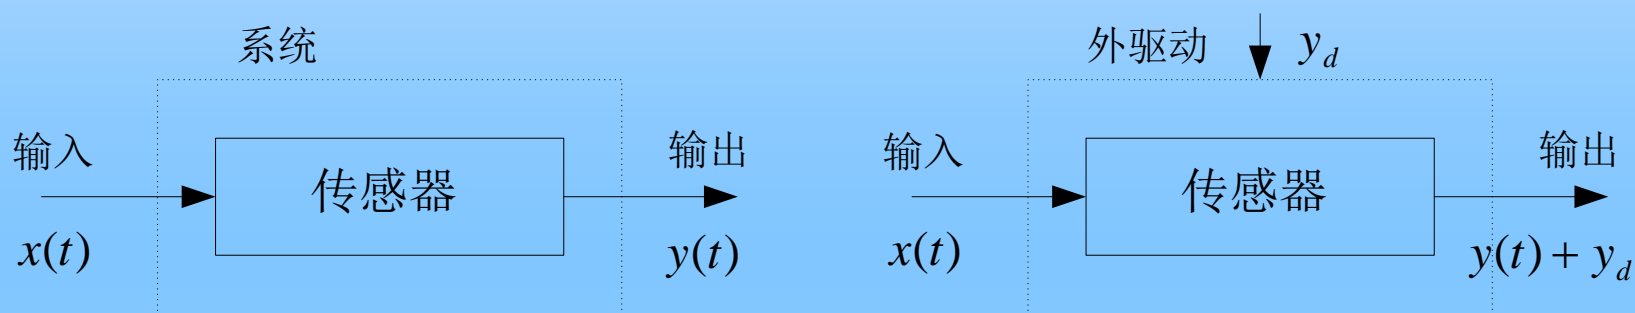 系统
输入
传感器
输出
x(t)
y(t)
外驱动 y_d
输入
传感器
输出
x(t)
y(t) + y_d